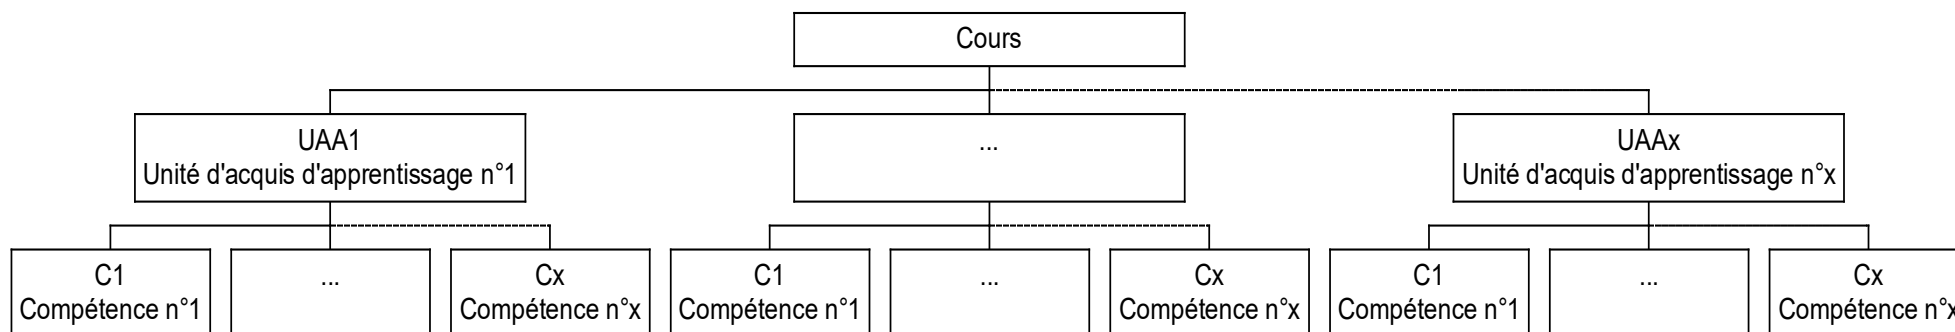 Cours
UAA1
Unité d'acquis d'apprentissage n°1
...
UAAx
Unité d'acquis d'apprentissage n°x
C1
Compétence n°1
...
Cx
Compétence n°x
C1
Compétence n°1
...
Cx
Compétence n°x
C1
Compétence n°1
...
Cx
Compétence n°x